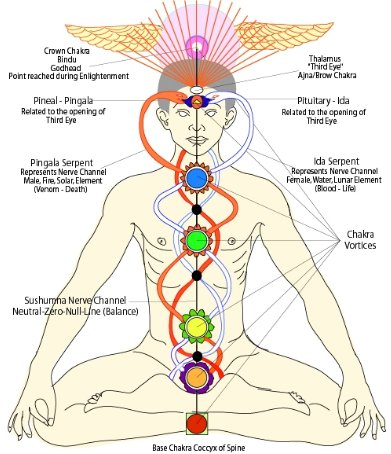 Crown Chakra
Bindu
Godhead
Point reached during Enlightenment
Thalamus
"Third Eye"
Ajna/Brow Chakra
Pineal - Pingala
Related to the opening of
Third Eye
Pituitary - Ida
Related to the opening of
Third Eye
Pingala Serpent
Represents Nerve Channel
Male, Fire, Solar, Element
(Venom - Death)
Ida Serpent
Represents Nerve Channel
Female, Water, Lunar Element
(Blood - Life)
Chakra
Vortices
Sushumna Nerve Channel
Neutral-Zero-Null-Line (Balance)
Base Chakra Coccyx of Spine